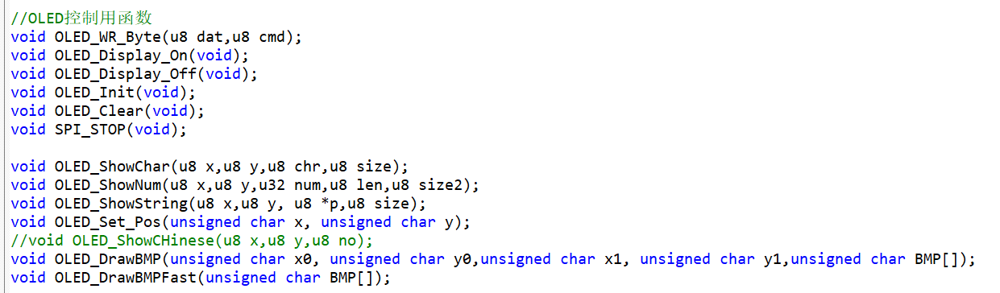 //OLED控制用函数
void OLED_WR_Byte(u8 dat,u8 cmd);
void OLED_Display_On(void);
void OLED_Display_Off(void);
void OLED_Init(void);
void OLED_Clear(void);
void SPI_STOP(void);
void OLED_ShowChar(u8 x,u8 y,u8 chr,u8 size);
void OLED_ShowNum(u8 x,u8 y,u32 num,u8 len,u8 size2);
void OLED_ShowString(u8 x,u8 y, u8 *p,u8 size);
void OLED_Set_Pos(unsigned char x, unsigned char y);
//void OLED_ShowCHinese(u8 x,u8 y,u8 no);
void OLED_DrawBMP(unsigned char x0, unsigned char y0,unsigned char x1, unsigned char y1,unsigned char BMP[]);
void OLED_DrawBMPFast(unsigned char BMP[]);